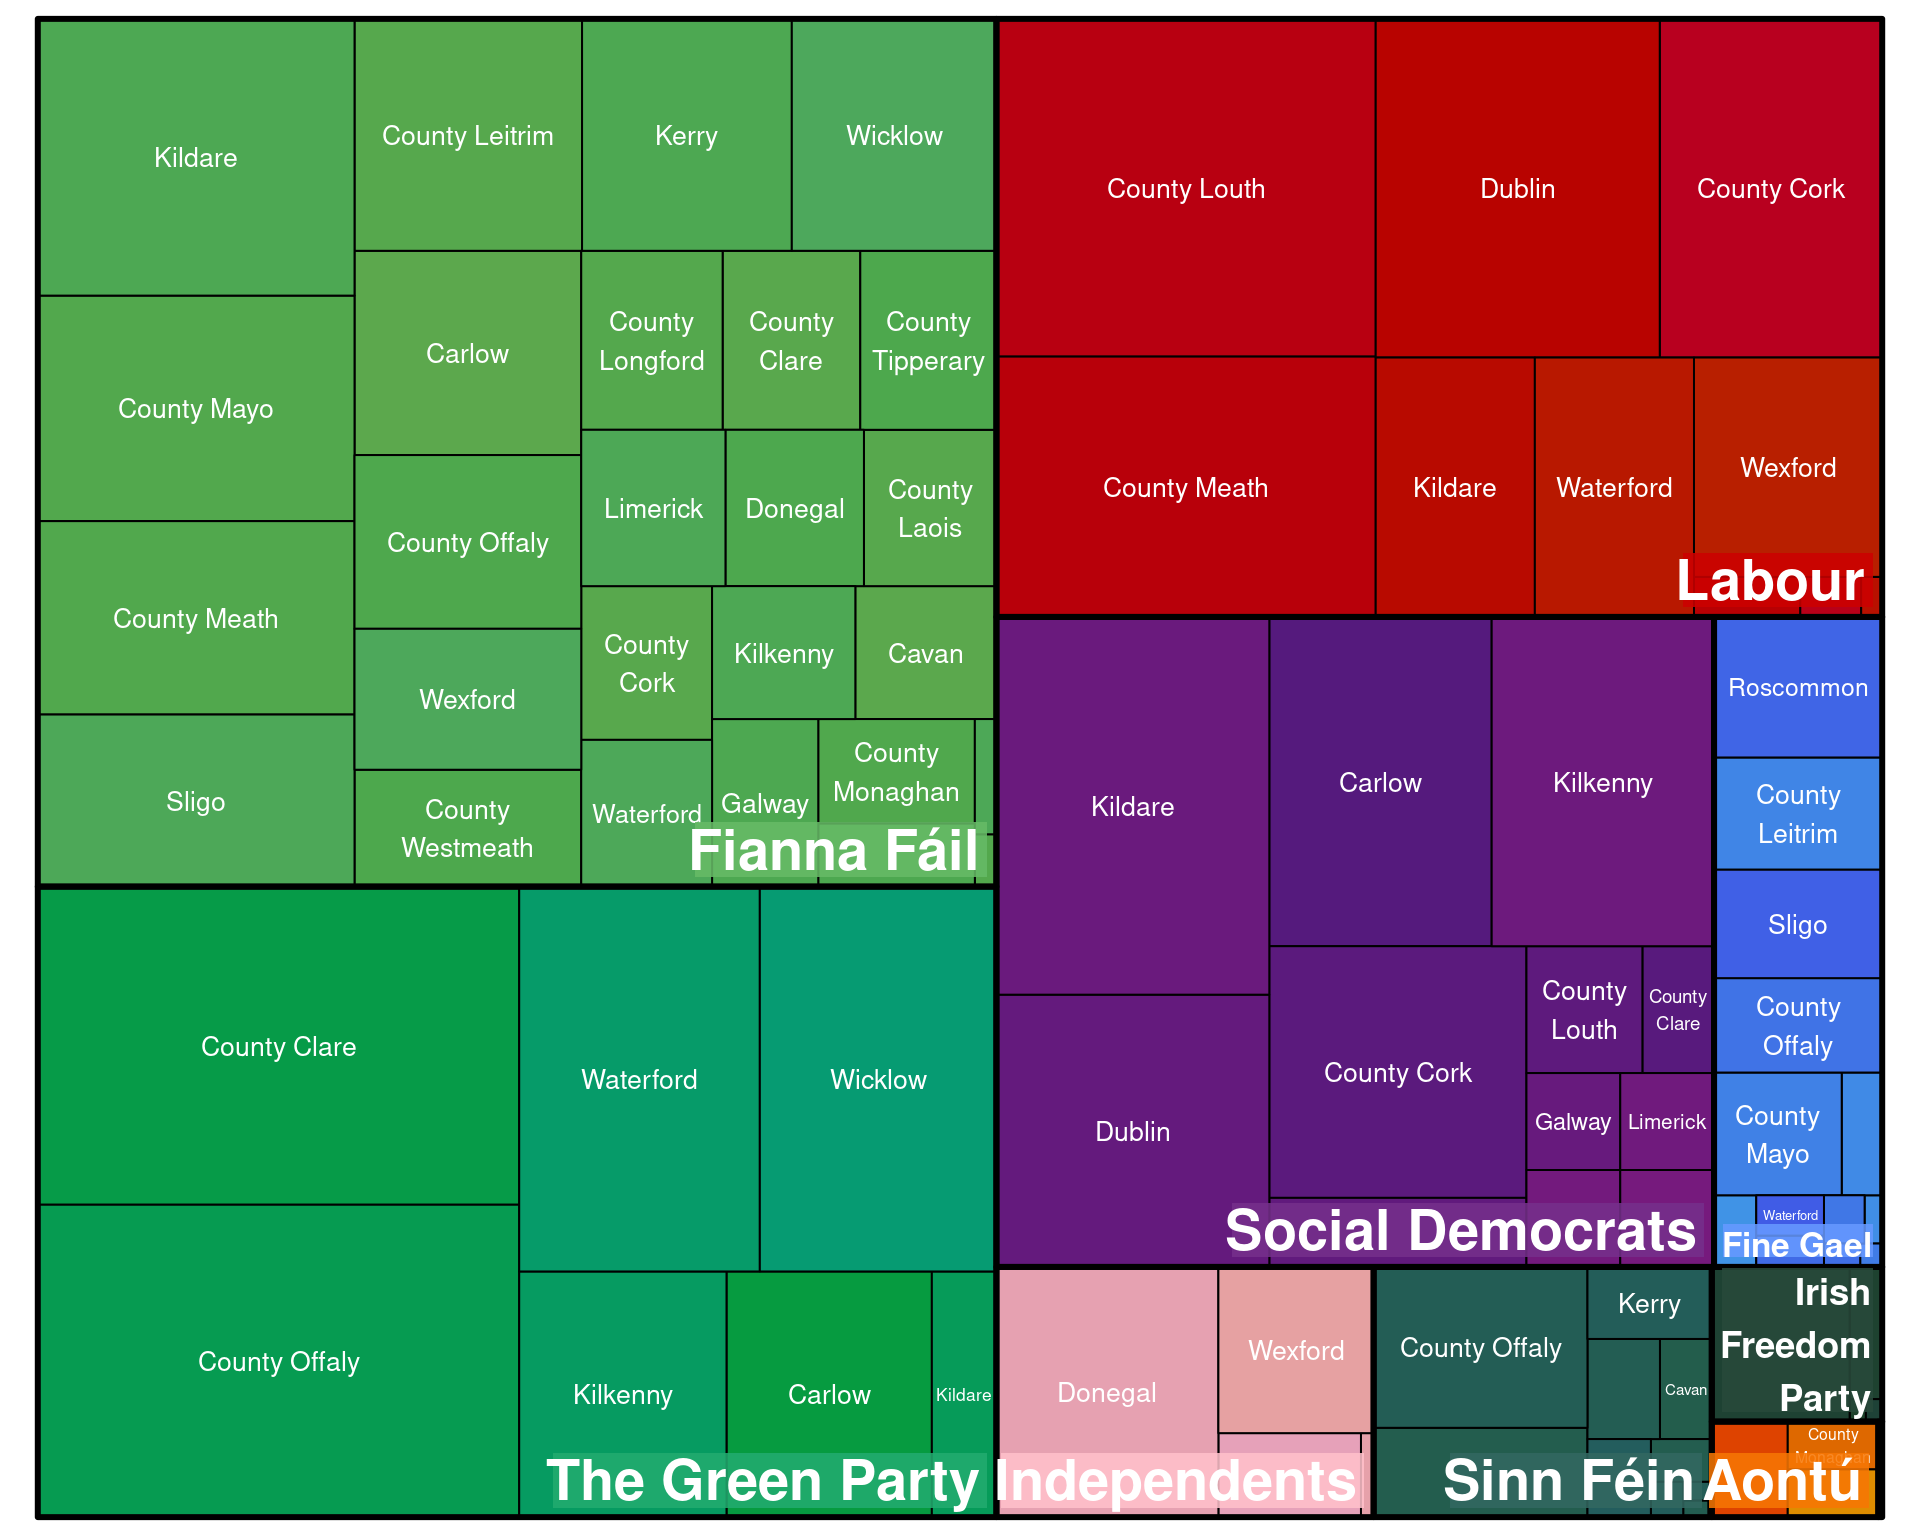 Kildare
County Leitrim
Kerry
Wicklow
County Mayo
Carlow
County
Longford
County
Clare
County
Tipperary
County Meath
County Offaly
Limerick
Donegal
County
Laois
Wexford
County
Cork
Kilkenny
Cavan
Sligo
County
Westmeath
Waterford
Galway
County
Monaghan
Fianna Fáil
County Louth
Dublin
County Cork
County Meath
Kildare
Waterford
Wexford
Labour
County Clare
Waterford
Wicklow
County Offaly
Kilkenny
Carlow
Kildare
The Green Party
Kildare
Carlow
Kilkenny
Dublin
County Cork
County
Louth
County
Clare
Galway
Limerick
Social Democrats
Roscommon
County
Leitrim
Sligo
County
Offaly
County
Mayo
Waterford
Fine Gael
Donegal
Wexford
Independents
County Offaly
Kerry
Cavan
Sinn Féin
Irish
Freedom
Party
County
Monaghan
Aontú